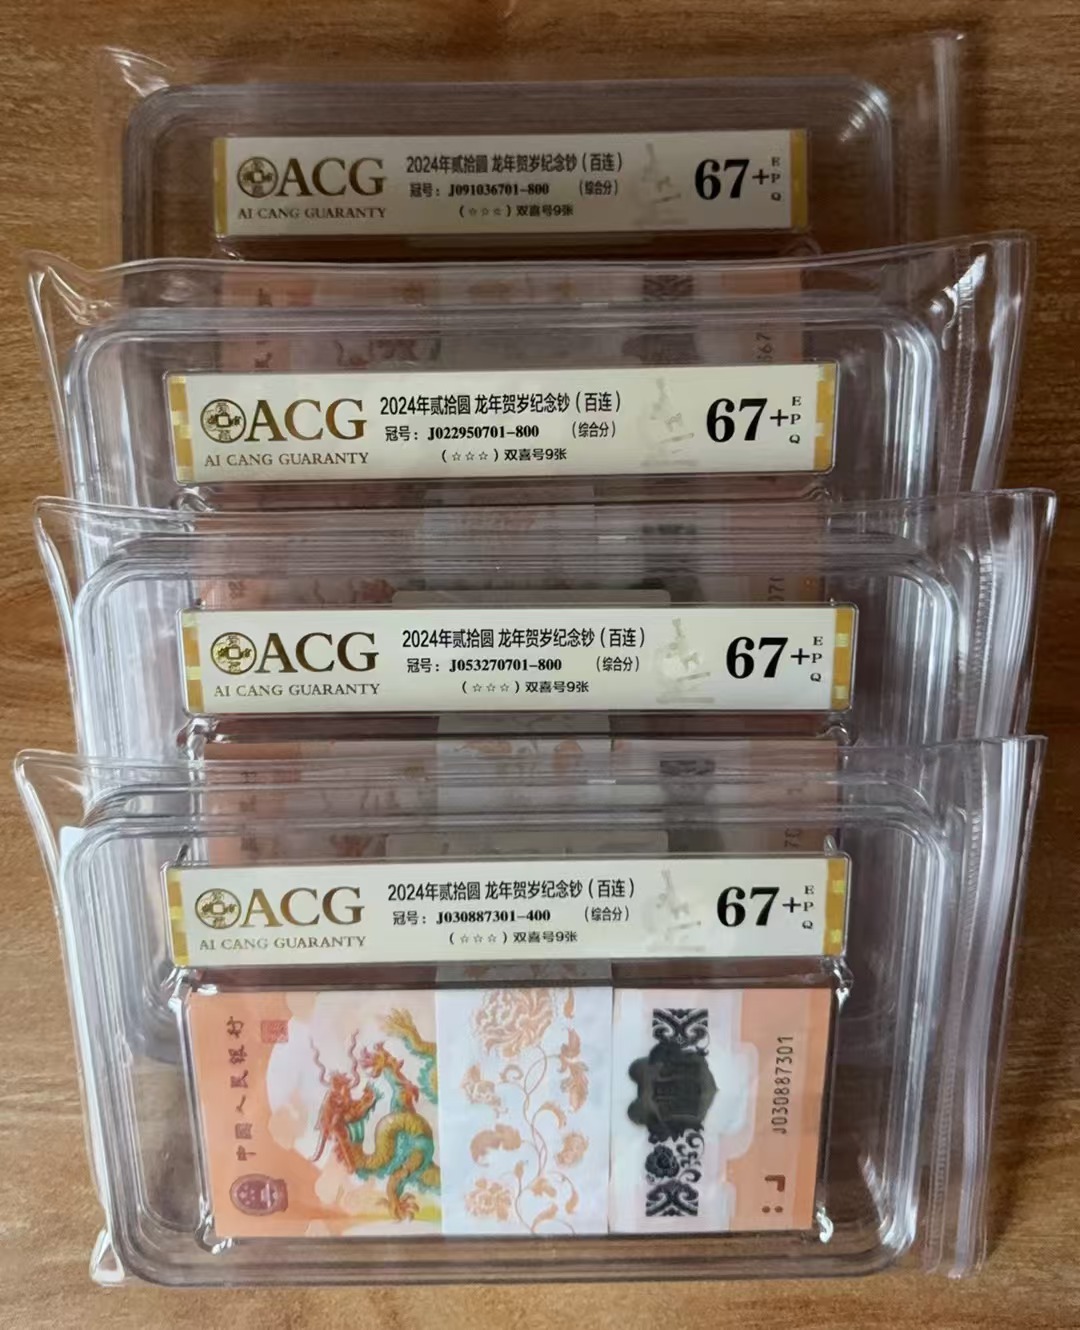 ACG
AI CANG GUARANTY
2024年贰拾圆 龙年贺岁纪念钞（百连）
冠号：J091036701-800 （综合分）
（☆☆☆）双喜号9张
67+
EPQ
ACG
AI CANG GUARANTY
2024年贰拾圆 龙年贺岁纪念钞（百连）
冠号：J022950701-800 （综合分）
（☆☆☆）双喜号9张
67+
EPQ
ACG
AI CANG GUARANTY
2024年贰拾圆 龙年贺岁纪念钞（百连）
冠号：J053270701-800 （综合分）
（☆☆☆）双喜号9张
67+
EPQ
ACG
AI CANG GUARANTY
2024年贰拾圆 龙年贺岁纪念钞（百连）
冠号：J030887301-400 （综合分）
（☆☆☆）双喜号9张
67+
EPQ
中國人民银行
J030887301